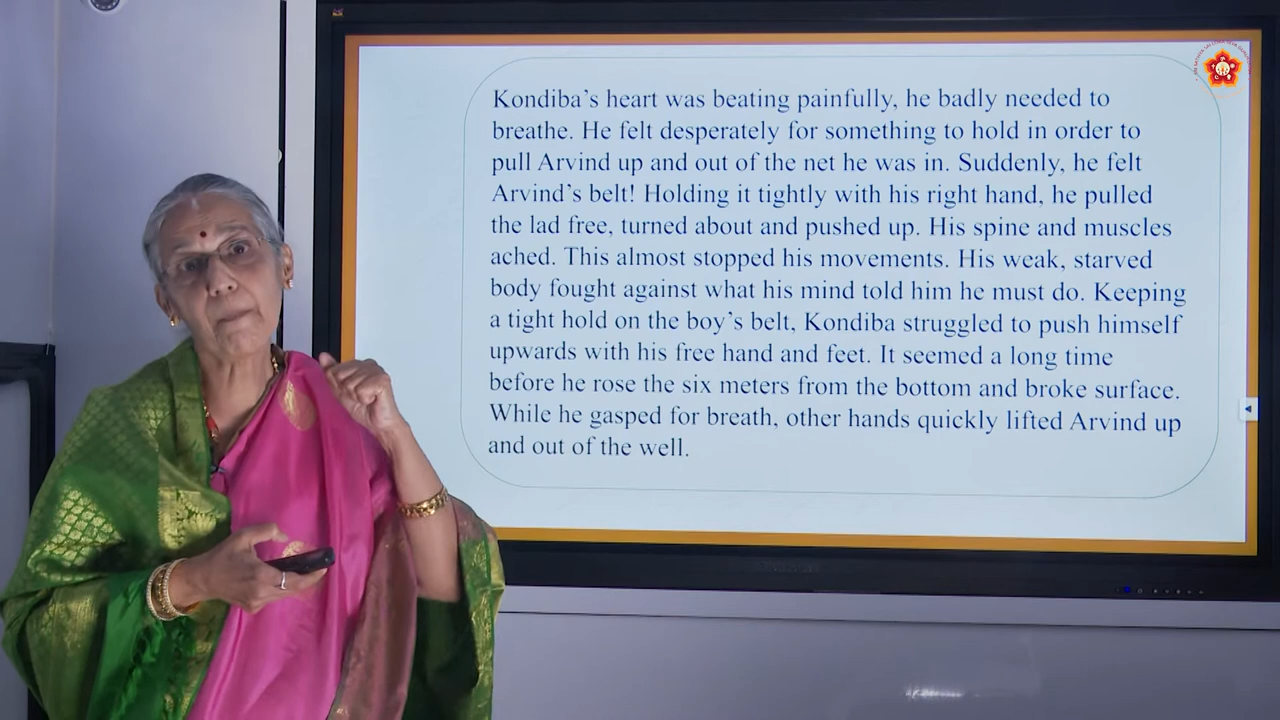 Kondiba’s heart was beating painfully, he badly needed to
breathe. He felt desperately for something to hold in order to
pull Arvind up and out of the net he was in. Suddenly, he felt
Arvind’s belt! Holding it tightly with his right hand, he pulled
the lad free, turned about and pushed up. His spine and muscles
ached. This almost stopped his movements. His weak, starved
body fought against what his mind told him he must do. Keeping
a tight hold on the boy’s belt, Kondiba struggled to push himself
upwards with his free hand and feet. It seemed a long time
before he rose the six meters from the bottom and broke surface.
While he gasped for breath, other hands quickly lifted Arvind up
and out of the well.